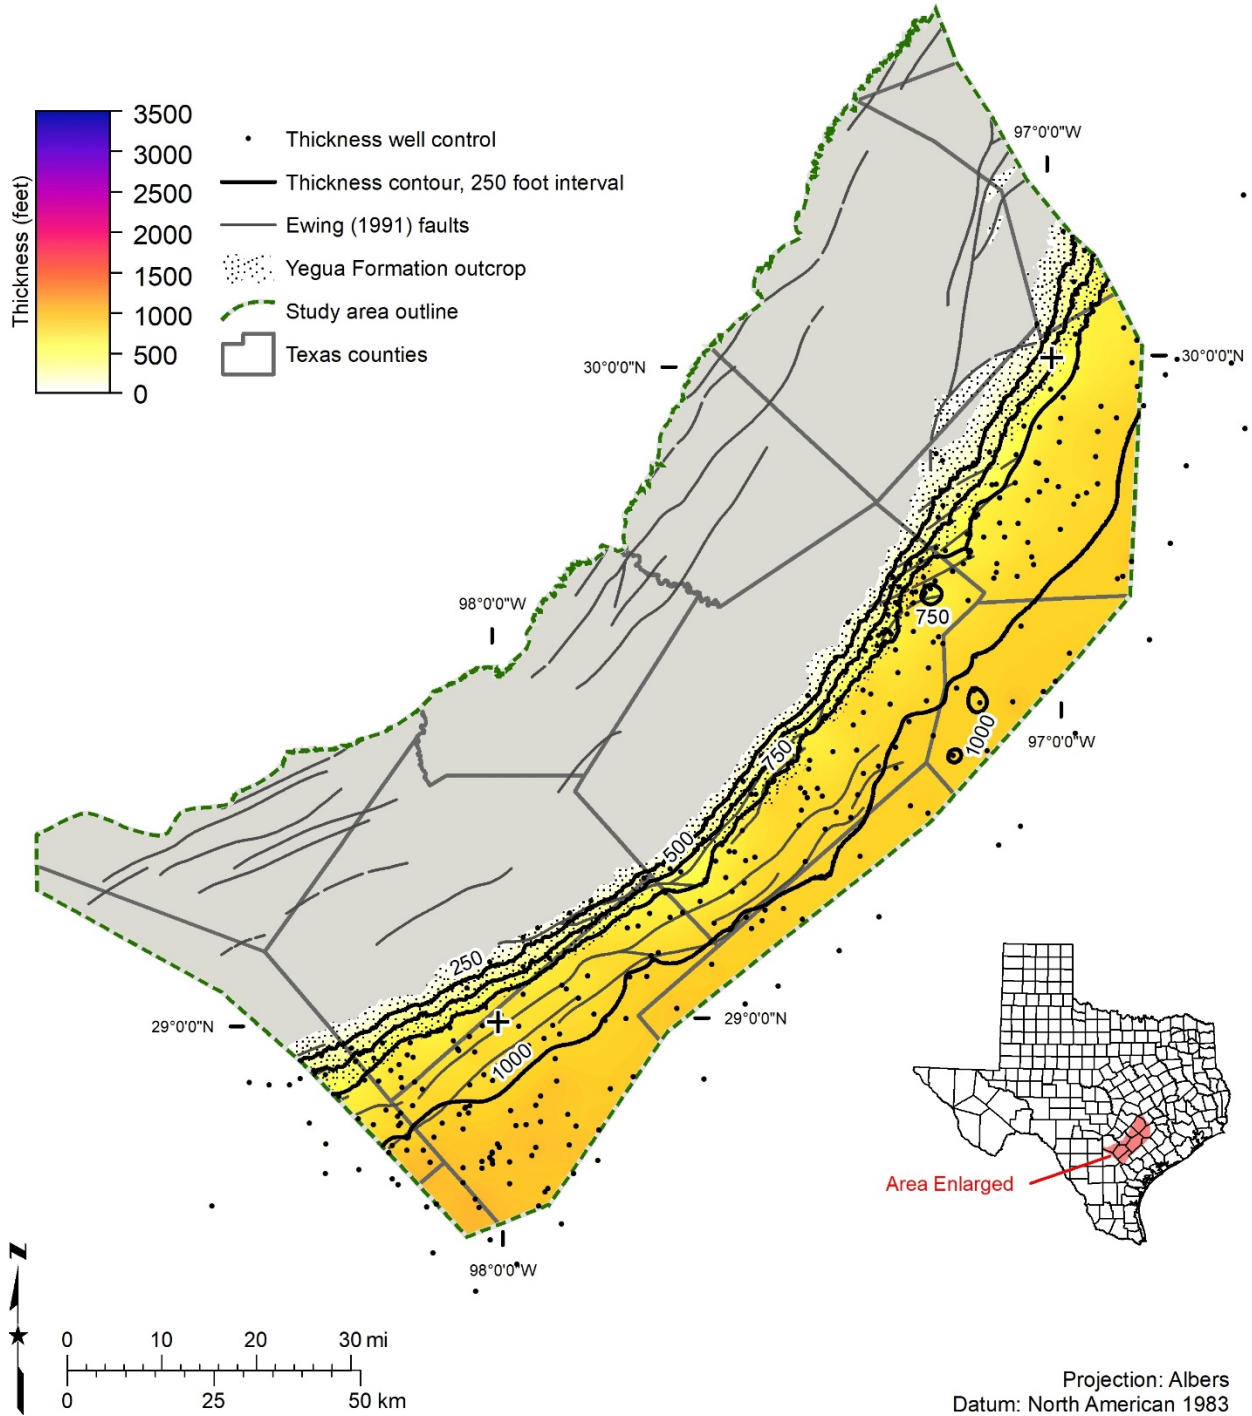 Thickness (feet)
3500
3000
2500
2000
1500
1000
500
0
Thickness well control
Thickness contour, 250 foot interval
Ewing (1991) faults
Yegua Formation outcrop
Study area outline
Texas counties
97°0'0"W
30°0'0"N
30°0'0"N
98°0'0"W
750
1000
97°0'0"W
750
500
250
29°0'0"N
29°0'0"N
1000
98°0'0"W
Area Enlarged
N
0 10 20 30 mi
0 25 50 km
Projection: Albers
Datum: North American 1983